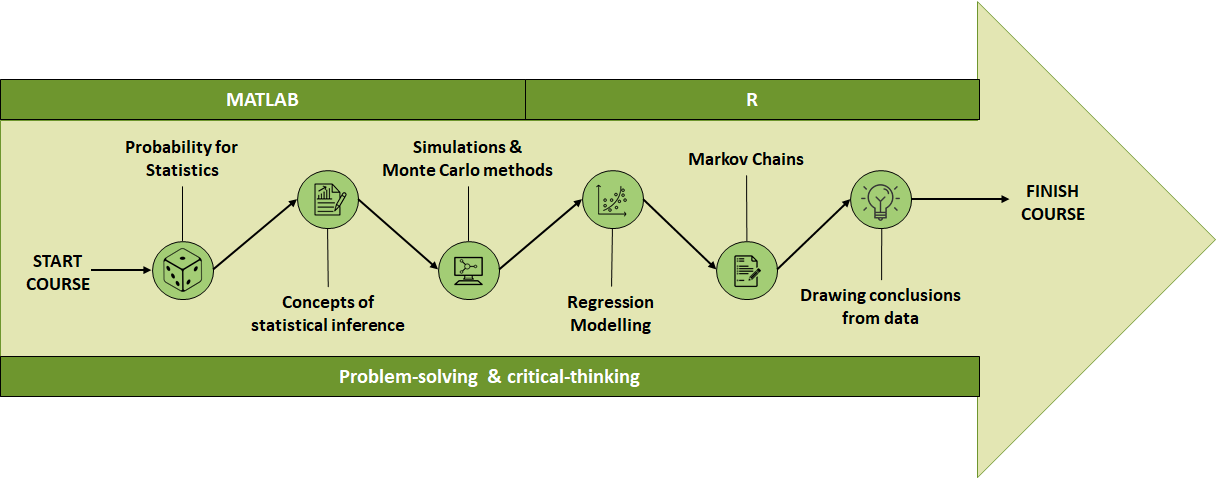 MATLAB
R
Probability for
Statistics
Simulations &
Monte Carlo methods
Markov Chains
FINISH
COURSE
START
COURSE
Concepts of
statistical inference
Regression
Modelling
Drawing conclusions
from data
Problem-solving & critical-thinking